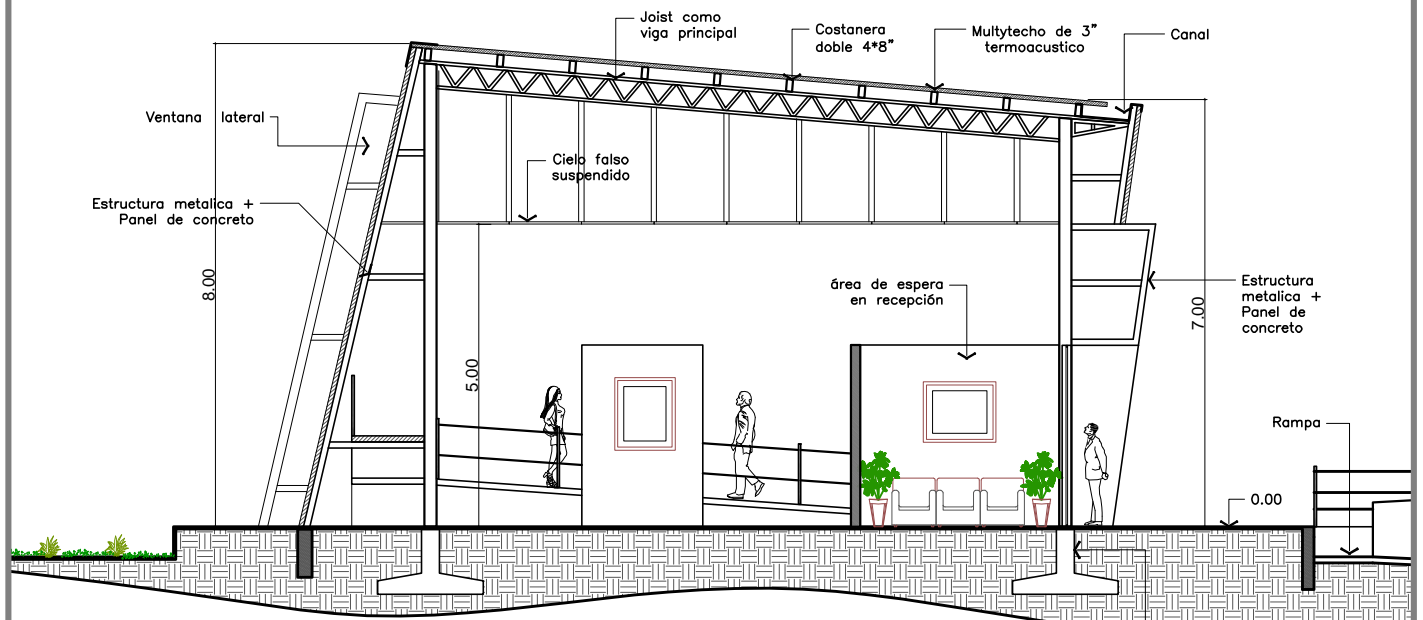 Joist como
viga principal
Costanera
doble 4*8"
Multytecho de 3"
termoacustico
Canal
Ventana lateral
Cielo falso
suspendido
Estructura metalica +
Panel de concreto
8.00
5.00
área de espera
en recepción
7.00
Estructura
metalica +
Panel de
concreto
Rampa
0.00